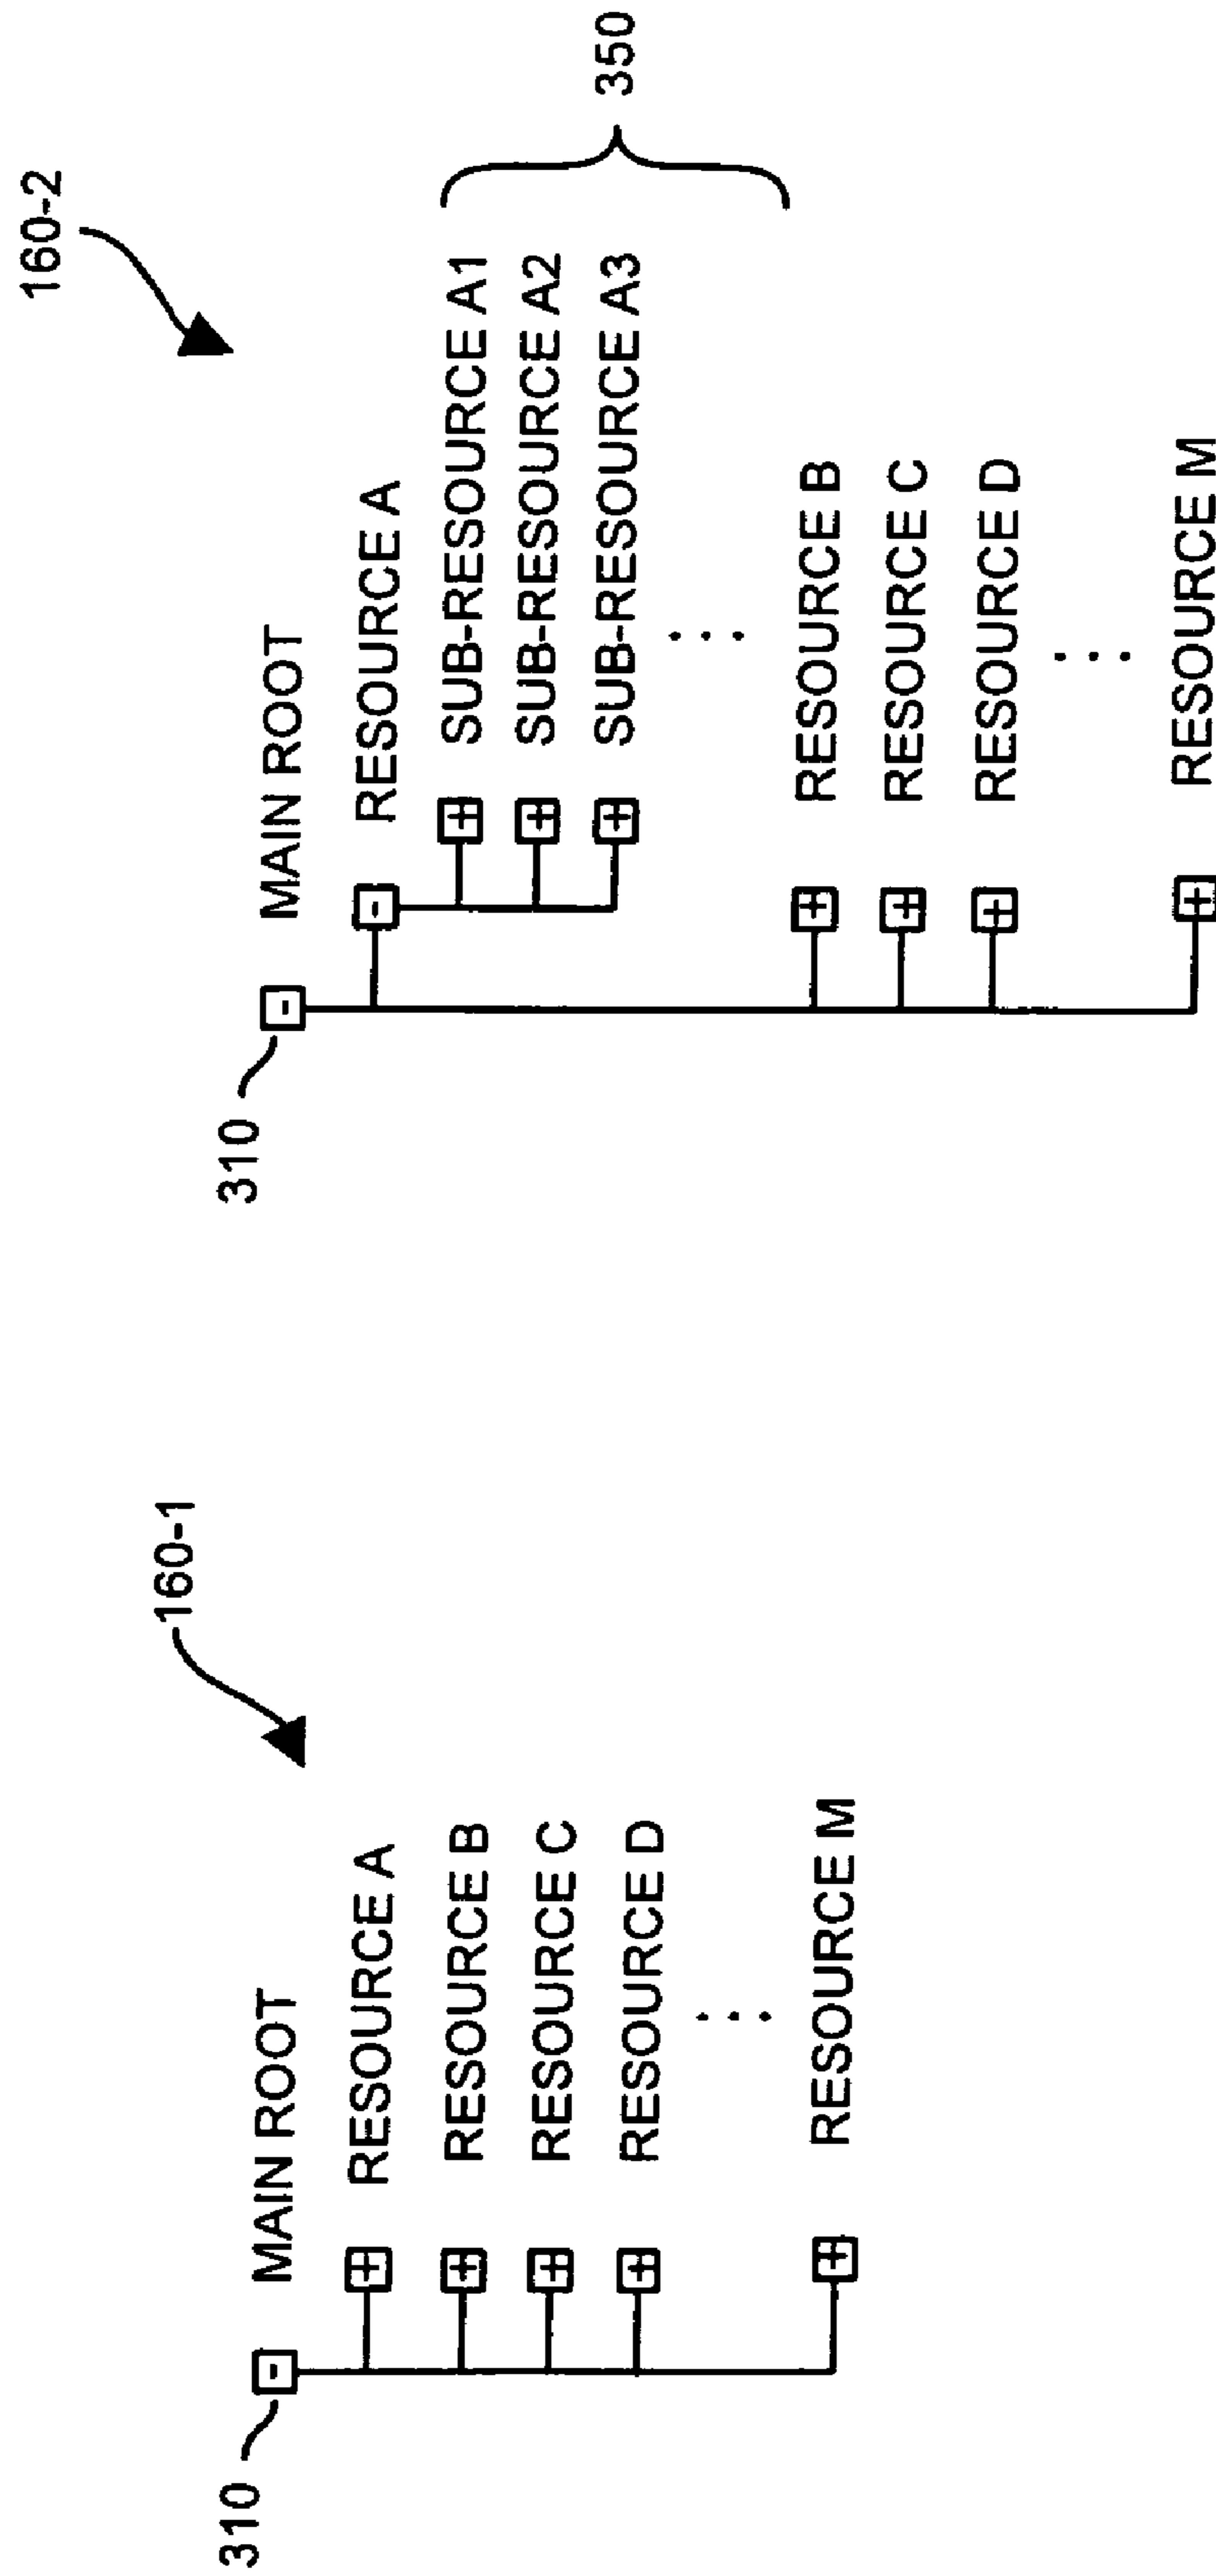 160-1
310
MAIN ROOT
RESOURCE A
RESOURCE B
RESOURCE C
RESOURCE D
...
RESOURCE M
160-2
310
MAIN ROOT
RESOURCE A
SUB-RESOURCE A1
SUB-RESOURCE A2
SUB-RESOURCE A3
...
350
RESOURCE B
RESOURCE C
RESOURCE D
...
RESOURCE M